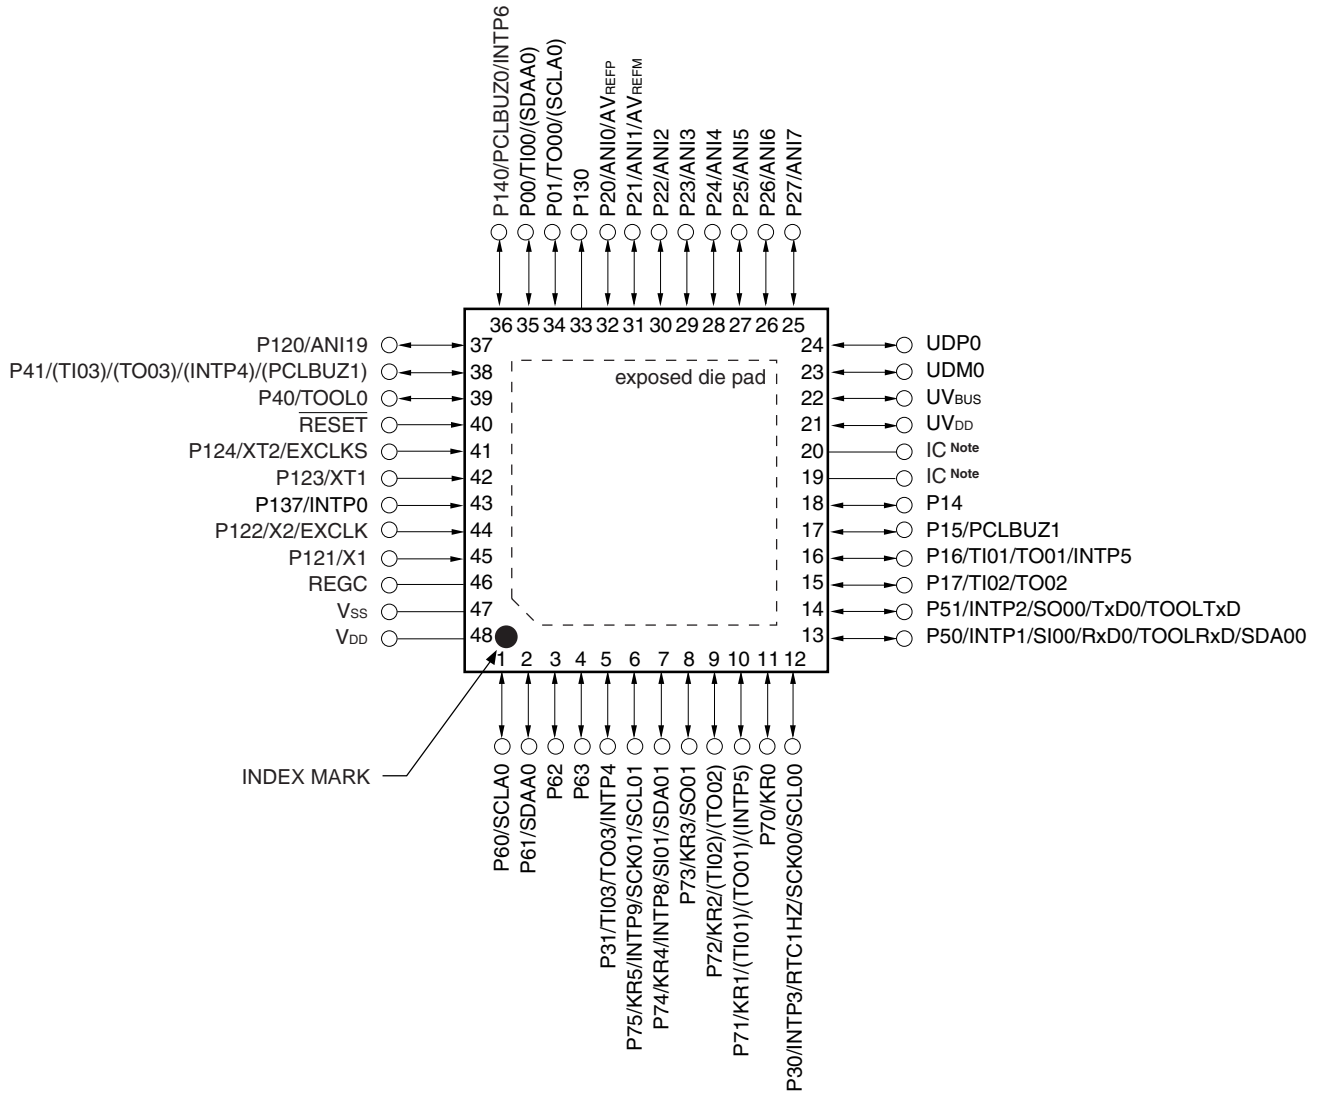 P140/PCLBUZ0/INTP6
P00/TI00/(SDAA0)
P01/TO00/(SCLA0)
P130
P20/ANI0/AVREFP
P21/ANI1/AVREFM
P22/ANI2
P23/ANI3
P24/ANI4
P25/ANI5
P26/ANI6
P27/ANI7
36 35 34 33 32 31 30 29 28 27 26 25
P120/ANI19 37
P41/(TI03)/(TO03)/(INTP4)/(PCLBUZ1) 38
P40/TOOL0 39
RESET 40
P124/XT2/EXCLKS 41
P123/XT1 42
P137/INTP0 43
P122/X2/EXCLK 44
P121/X1 45
REGC 46
VSS 47
VDD 48
exposed die pad
24 UDP0
23 UDM0
22 UVBUS
21 UVDD
20 IC Note
19 IC Note
18 P14
17 P15/PCLBUZ1
16 P16/TI01/TO01/INTP5
15 P17/TI02/TO02
14 P51/INTP2/SO00/TxD0/TOOLTxD
13 P50/INTP1/SI00/RxD0/TOOLRxD/SDA00
1 2 3 4 5 6 7 8 9 10 11 12
INDEX MARK
P60/SCLA0
P61/SDAA0
P62
P63
P31/TI03/TO03/INTP4
P75/KR5/INTP9/SCK01/SCL01
P74/KR4/INTP8/SI01/SDA01
P73/KR3/SO01
P72/KR2/(TI02)/(TO02)
P71/KR1/(TI01)/(TO01)/(INTP5)
P70/KR0
P30/INTP3/RTC1HZ/SCK00/SCL00